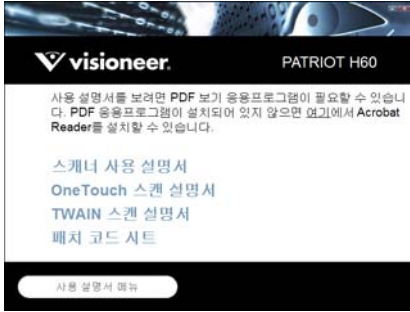 visioneer.
PATRIOT H60
사용 설명서를 보려면 PDF 보기 응용프로그램이 필요할 수 있습니
다. PDF 응용프로그램이 설치되어 있지 않으면 여기에서 Acrobat
Reader를 설치할 수 있습니다.
스캐너 사용 설명서
OneTouch 스캔 설명서
TWAIN 스캔 설명서
패치 코드 시트
사용 설명서 메뉴